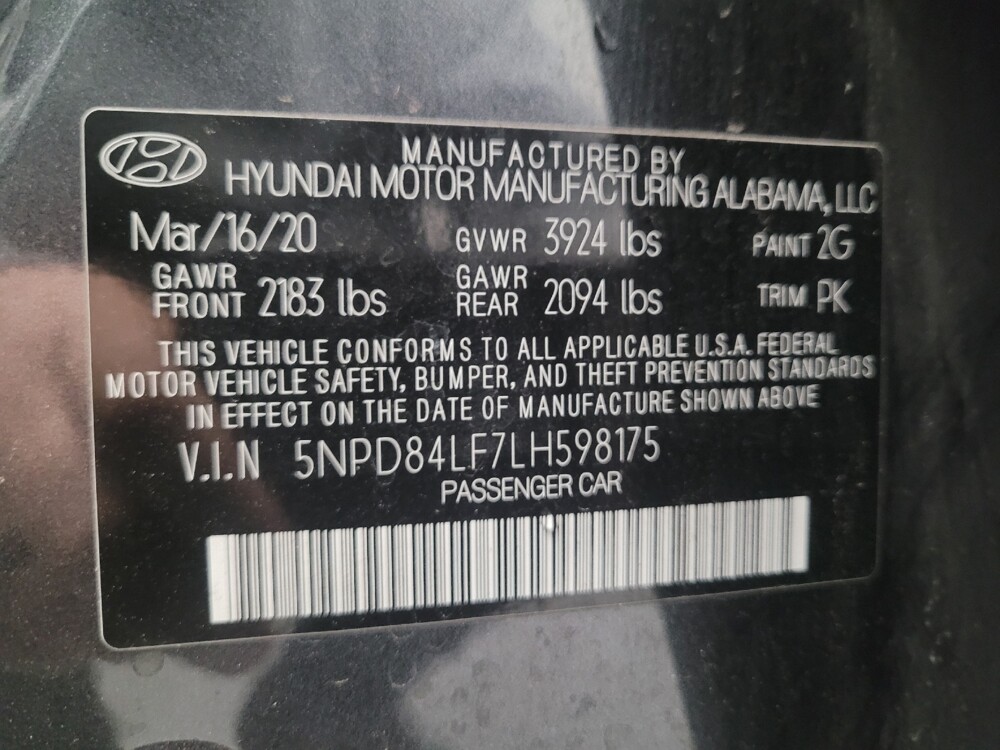 MANUFACTURED BY
HYUNDAI MOTOR MANUFACTURING ALABAMA, LLC
Mar/16/20 GVWR 3924 lbs PAINT 2G
GAWR FRONT 2183 lbs GAWR REAR 2094 lbs TRIM PK
THIS VEHICLE CONFORMS TO ALL APPLICABLE U.S.A. FEDERAL
MOTOR VEHICLE SAFETY, BUMPER, AND THEFT PREVENTION STANDARDS
IN EFFECT ON THE DATE OF MANUFACTURE SHOWN ABOVE
V.I.N 5NPD84LF7LH598175
PASSENGER CAR